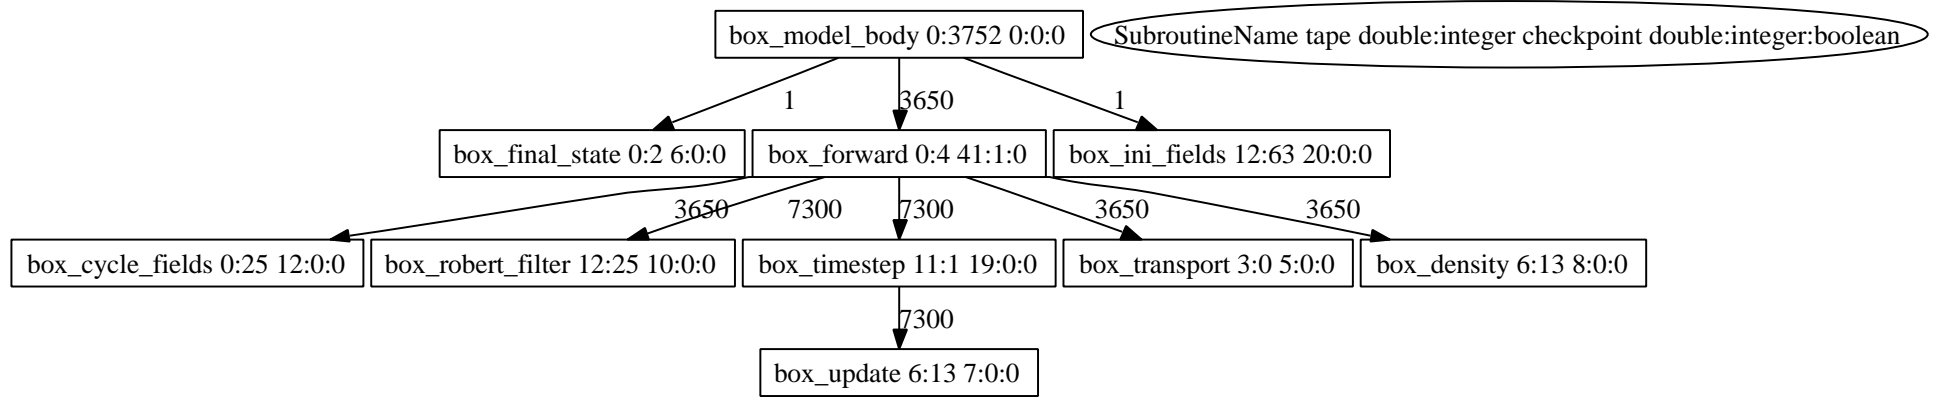 box_model_body 0:3752 0:0:0
SubroutineName tape double:integer checkpoint double:integer:boolean
1
3650
1
box_final_state 0:2 6:0:0
box_forward 0:4 41:1:0
box_ini_fields 12:63 20:0:0
3650
7300
7300
3650
3650
box_cycle_fields 0:25 12:0:0
box_robert_filter 12:25 10:0:0
box_timestep 11:1 19:0:0
box_transport 3:0 5:0:0
box_density 6:13 8:0:0
7300
box_update 6:13 7:0:0